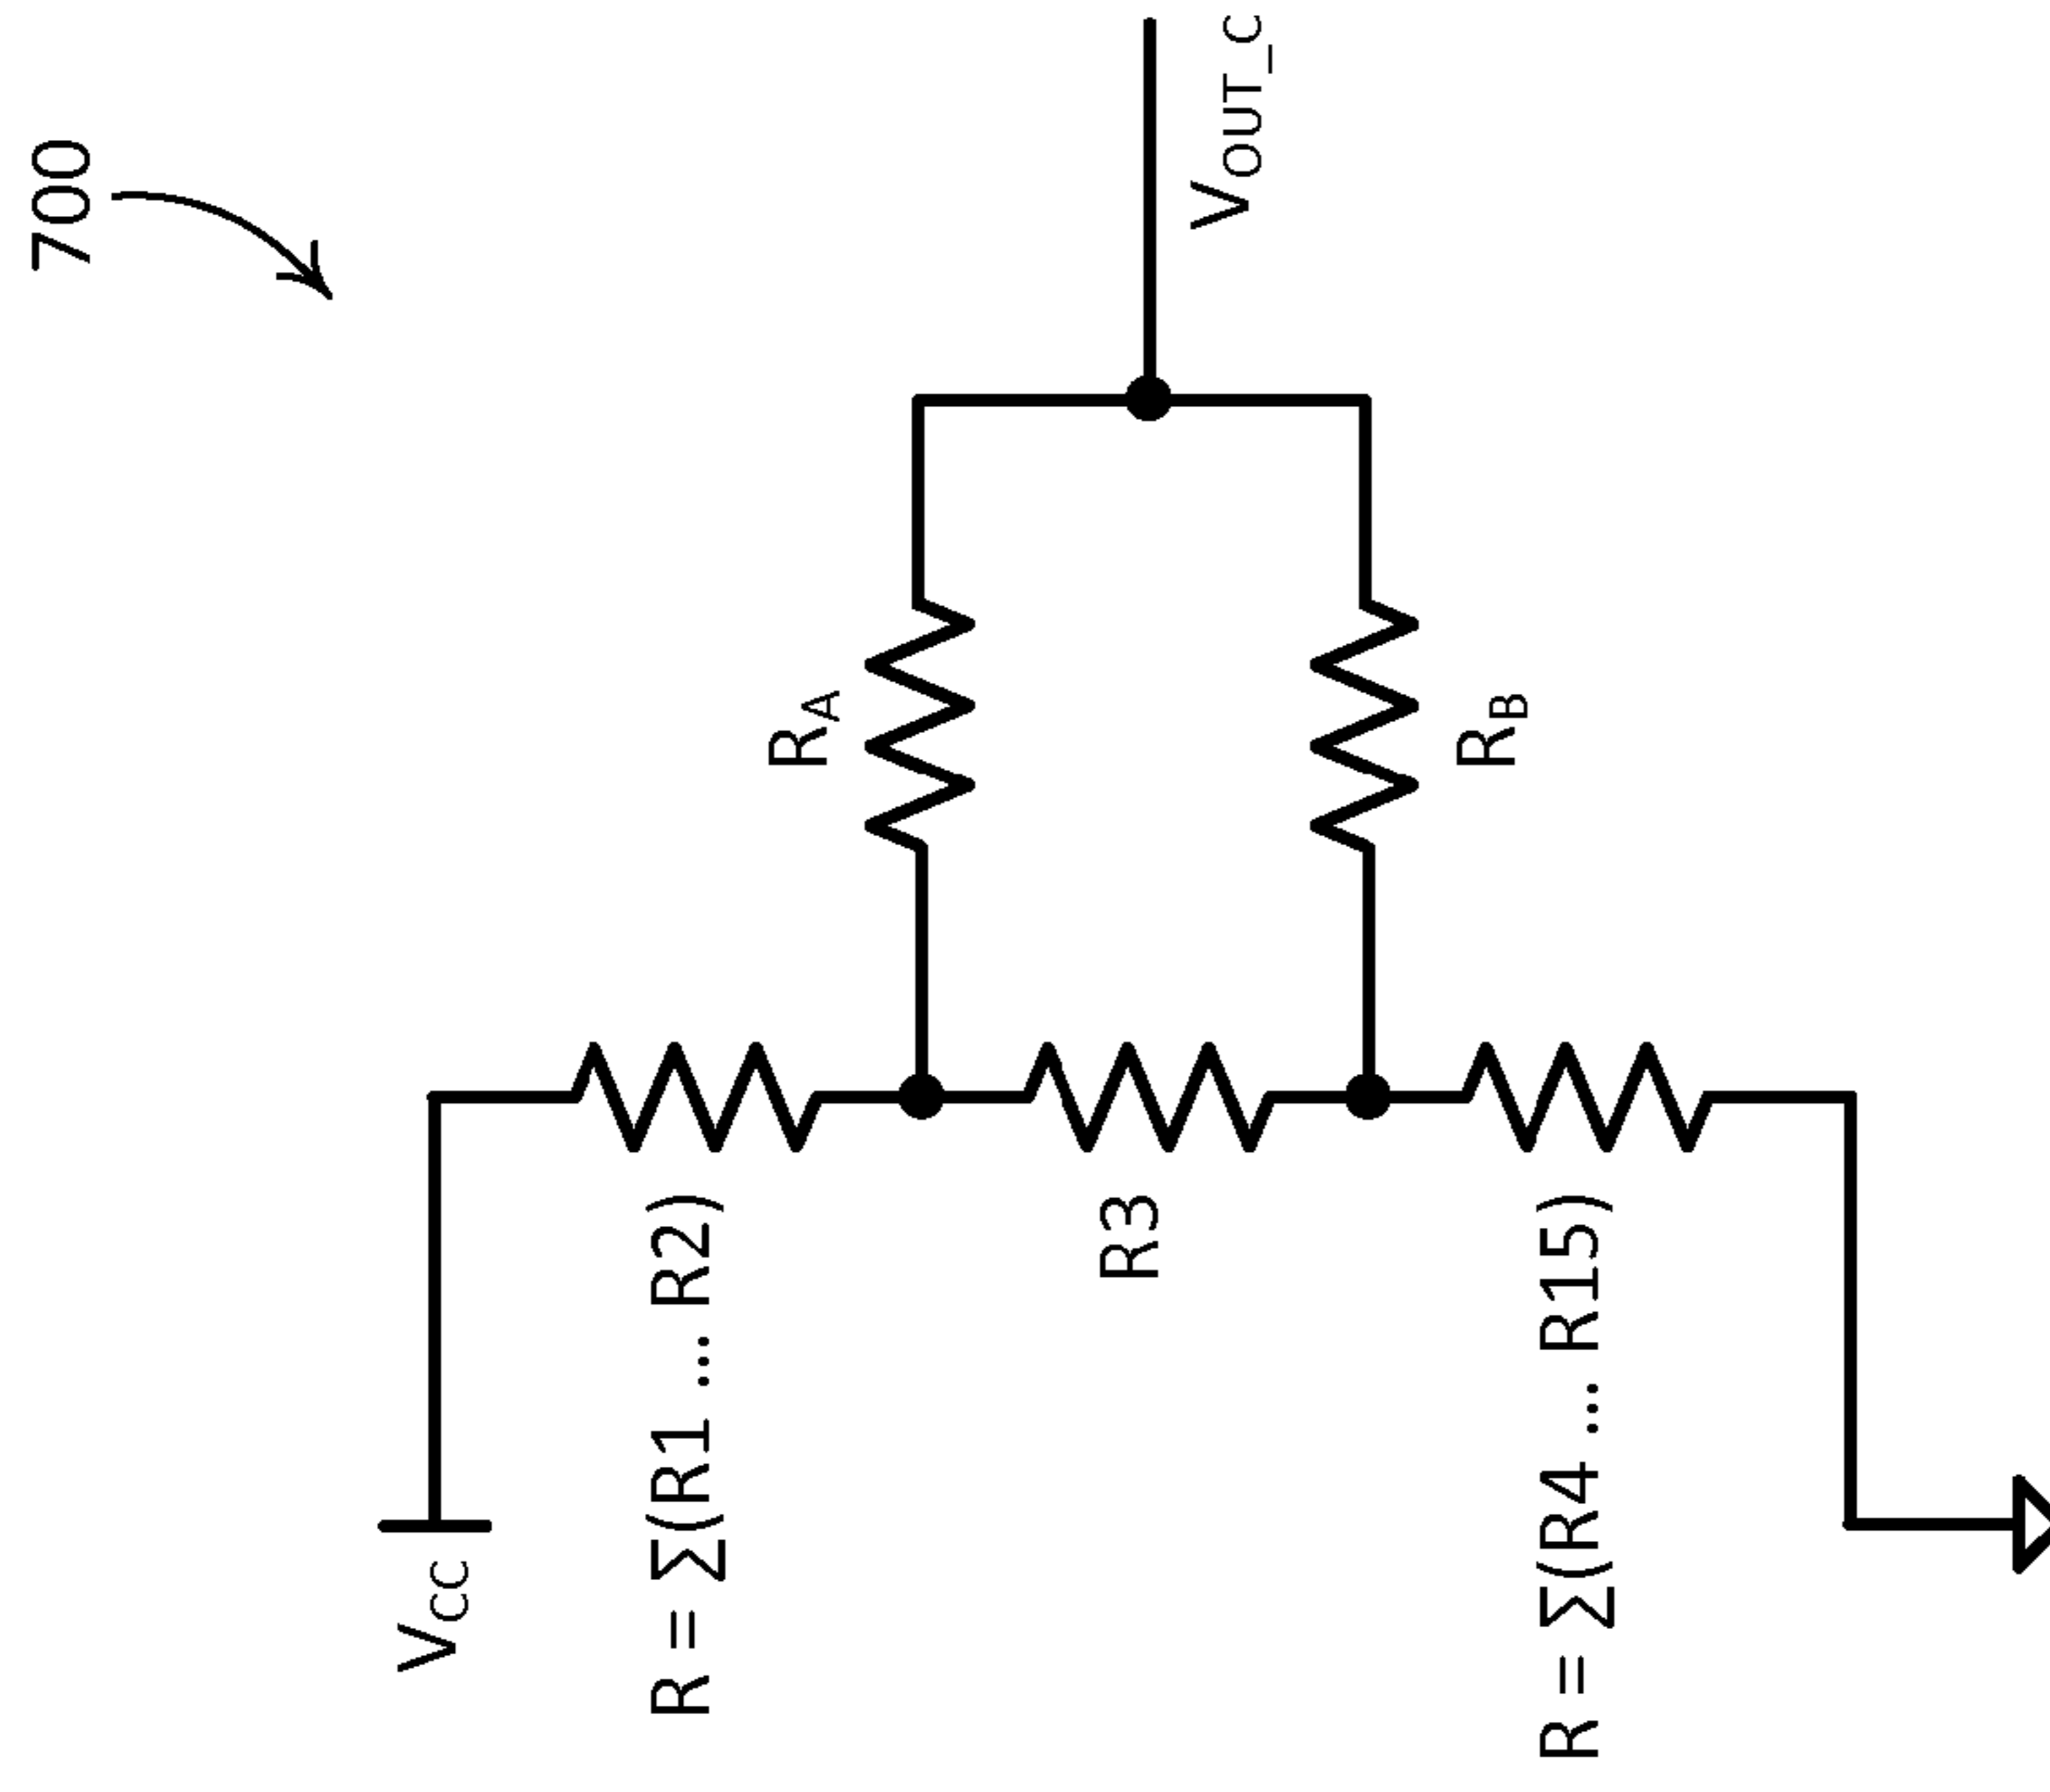 700
V_CC
R = ∑(R1 ... R2)
R_A
R3
V_OUT_C
R_B
R = ∑(R4 ... R15)